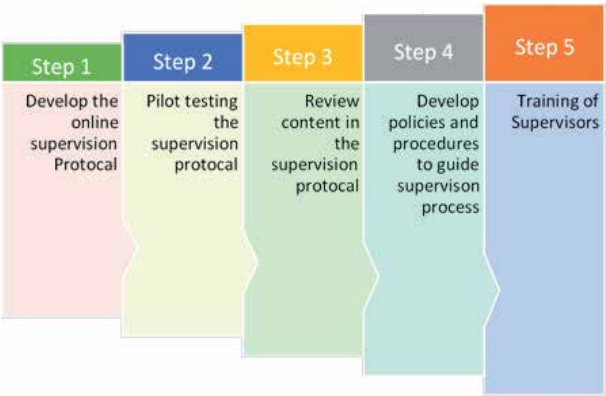 Step 1
Develop the
online
supervision
Protocal
Step 2
Pilot testing
the
supervision
protocal
Step 3
Review
content in
the
supervision
protocal
Step 4
Develop
policies and
procedures
to guide
supervison
process
Step 5
Training of
Supervisors